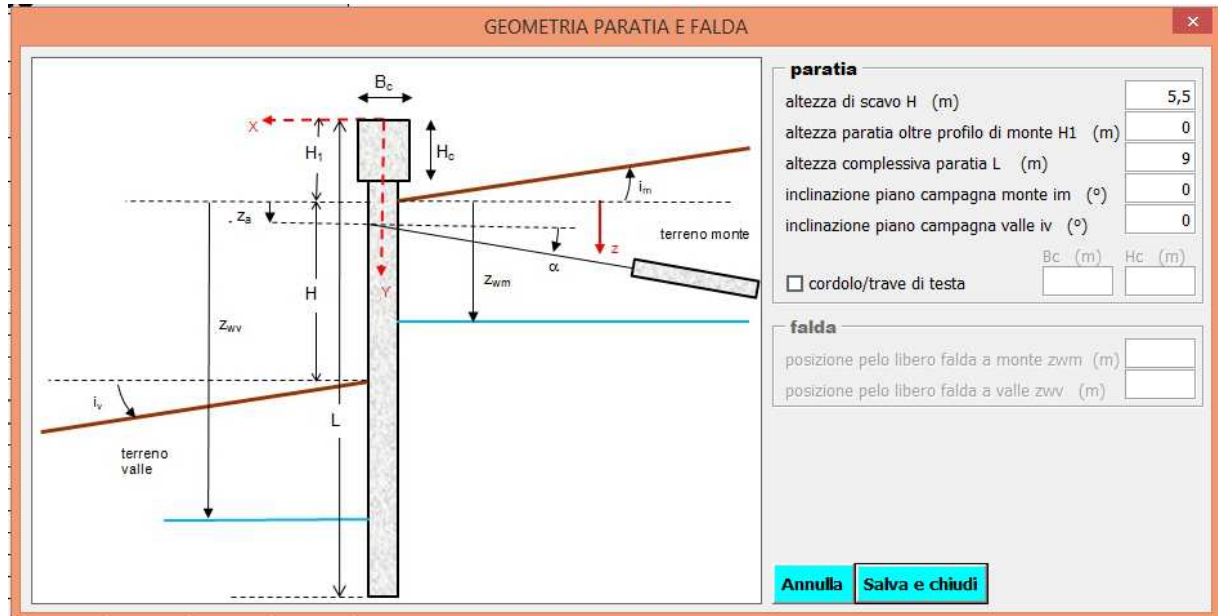 GEOMETRIA PARATIA E FALDA
×
Bc
X
H1
Hc
im
za
z
terreno monte
α
Y
H
zwm
zwv
iv
L
terreno
valle
paratia
altezza di scavo H (m) 5,5
altezza paratia oltre profilo di monte H1 (m) 0
altezza complessiva paratia L (m) 9
inclinazione piano campagna monte im (º) 0
inclinazione piano campagna valle iv (º) 0
Bc (m) Hc (m)
cordolo/trave di testa
falda
posizione pelo libero falda a monte zwm (m)
posizione pelo libero falda a valle zwv (m)
Annulla Salva e chiudi